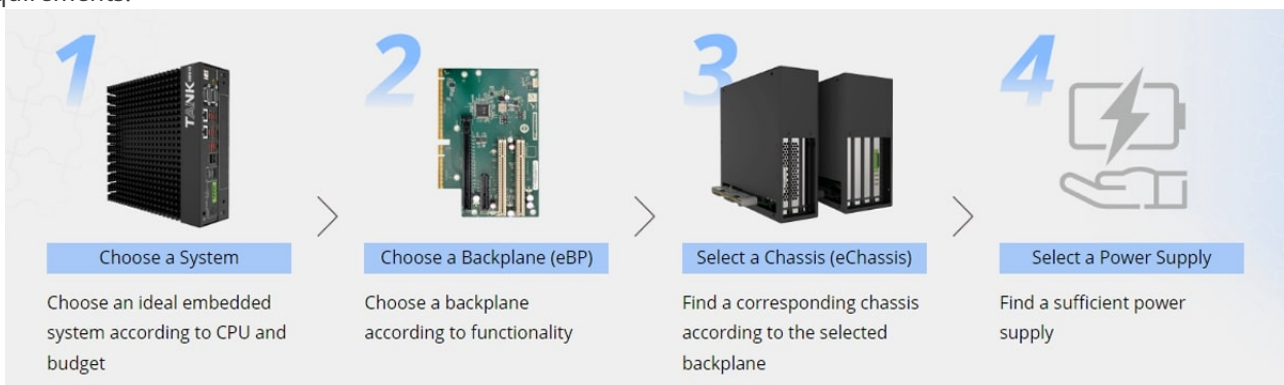 quirements.
1
2
3
4
TANK
Choose a System
Choose an ideal embedded
system according to CPU and
budget
Choose a Backplane (eBP)
Choose a backplane
according to functionality
Select a Chassis (eChassis)
Find a corresponding chassis
according to the selected
backplane
Select a Power Supply
Find a sufficient power
supply